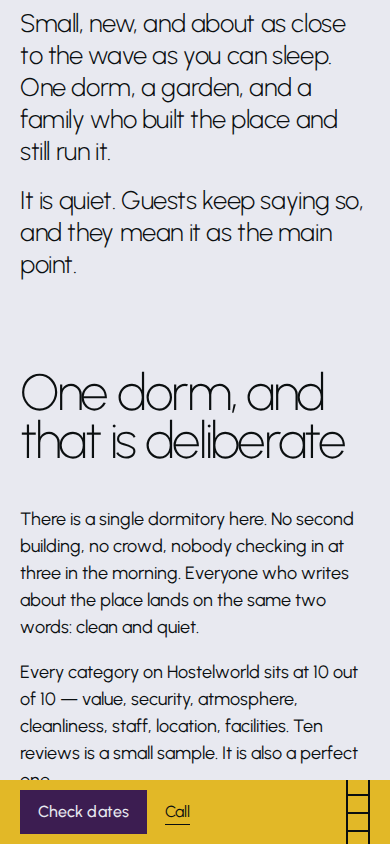 Small, new, and about as close
to the wave as you can sleep.
One dorm, a garden, and a
family who built the place and
still run it.
It is quiet. Guests keep saying so,
and they mean it as the main
point.
One dorm, and
that is deliberate
There is a single dormitory here. No second
building, no crowd, nobody checking in at
three in the morning. Everyone who writes
about the place lands on the same two
words: clean and quiet.
Every category on Hostelworld sits at 10 out
of 10 — value, security, atmosphere,
cleanliness, staff, location, facilities. Ten
reviews is a small sample. It is also a perfect
one.
Check dates
Call